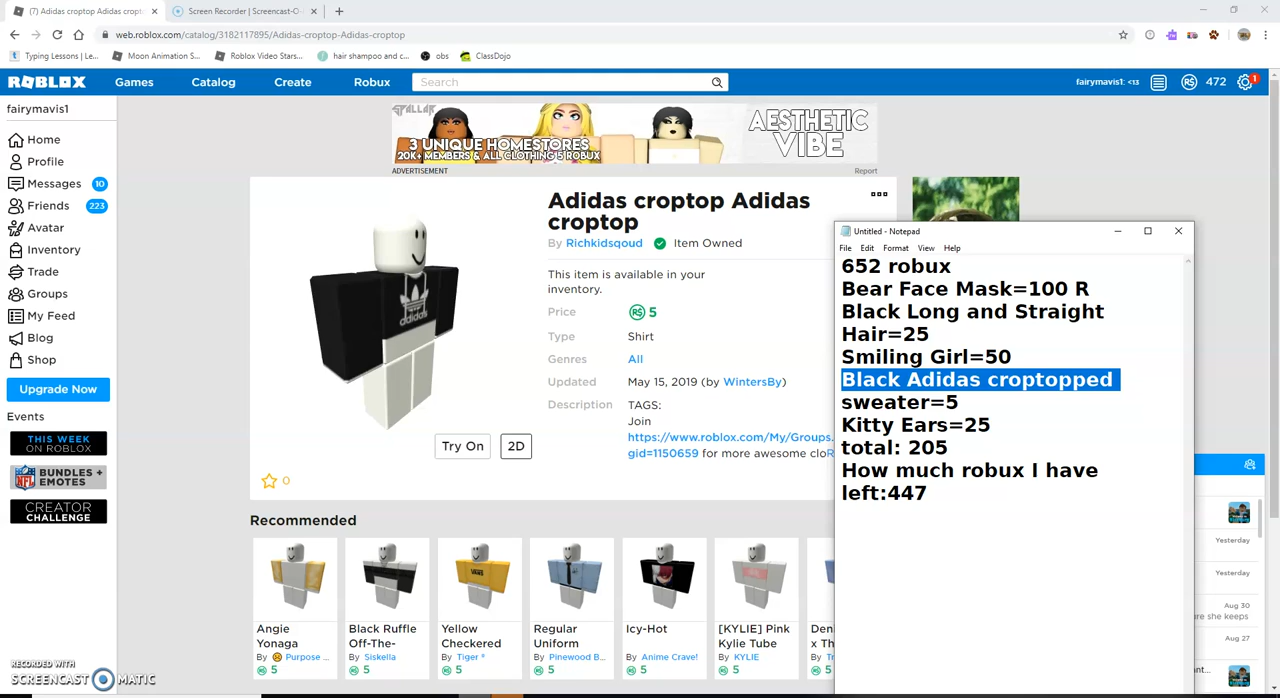 (7) Adidas croptop Adidas cropt
Screen Recorder | Screencast-O-
web.roblox.com/catalog/3182117895/Adidas-croptop-Adidas-croptop
Typing Lessons | Le...
Moon Animation S...
Roblox Video Stars...
hair shampoo and c...
obs
ClassDojo
ROBLOX
Games
Catalog
Create
Robux
Search
fairymavis1: <13
472
1
fairymavis1
Home
Profile
Messages 10
Friends 223
Avatar
Inventory
Trade
Groups
My Feed
Blog
Shop
Upgrade Now
Events
THIS WEEK
ON ROBLOX
BUNDLES +
EMOTES
CREATOR
CHALLENGE
3 UNIQUE HOMESTORES
20K+ MEMBERS & ALL CLOTHING 5 ROBUX
AESTHETIC
VIBE
ADVERTISEMENT
Report
Adidas croptop Adidas
croptop
By Richkidsqoud Item Owned
This item is available in your
inventory.
Price 5
Type Shirt
Genres All
Updated May 15, 2019 (by WintersBy)
Description TAGS:
Join
https://www.roblox.com/My/Groups.
gid=1150659 for more awesome clo
adidas
Try On
2D
0
Untitled - Notepad
File Edit Format View Help
652 robux
Bear Face Mask=100 R
Black Long and Straight
Hair=25
Smiling Girl=50
Black Adidas croptopped
sweater=5
Kitty Ears=25
total: 205
How much robux I have
left:447
Recommended
VANS
Angie
Yonaga
By Purpose ...
5
Black Ruffle
Off-The-
By Siskella
5
Yellow
Checkered
By Tiger *
5
Regular
Uniform
By Pinewood B...
5
Icy-Hot
By Anime Crave!
5
[KYLIE] Pink
Kylie Tube
By KYLIE
5
Den
x Th
By
5
Yesterday
Yesterday
Aug 30
are she keeps
Aug 27
RECORDED WITH
SCREENCAST MATIC